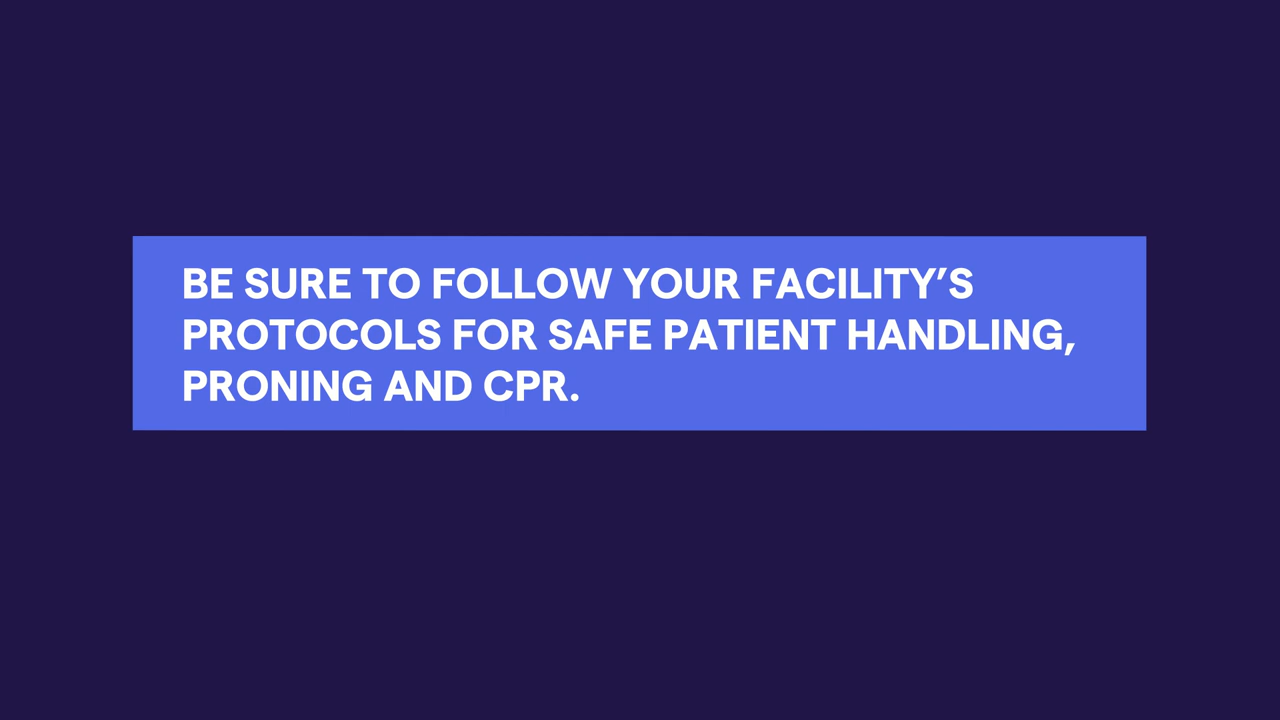 BE SURE TO FOLLOW YOUR FACILITY’S
PROTOCOLS FOR SAFE PATIENT HANDLING,
PRONING AND CPR.